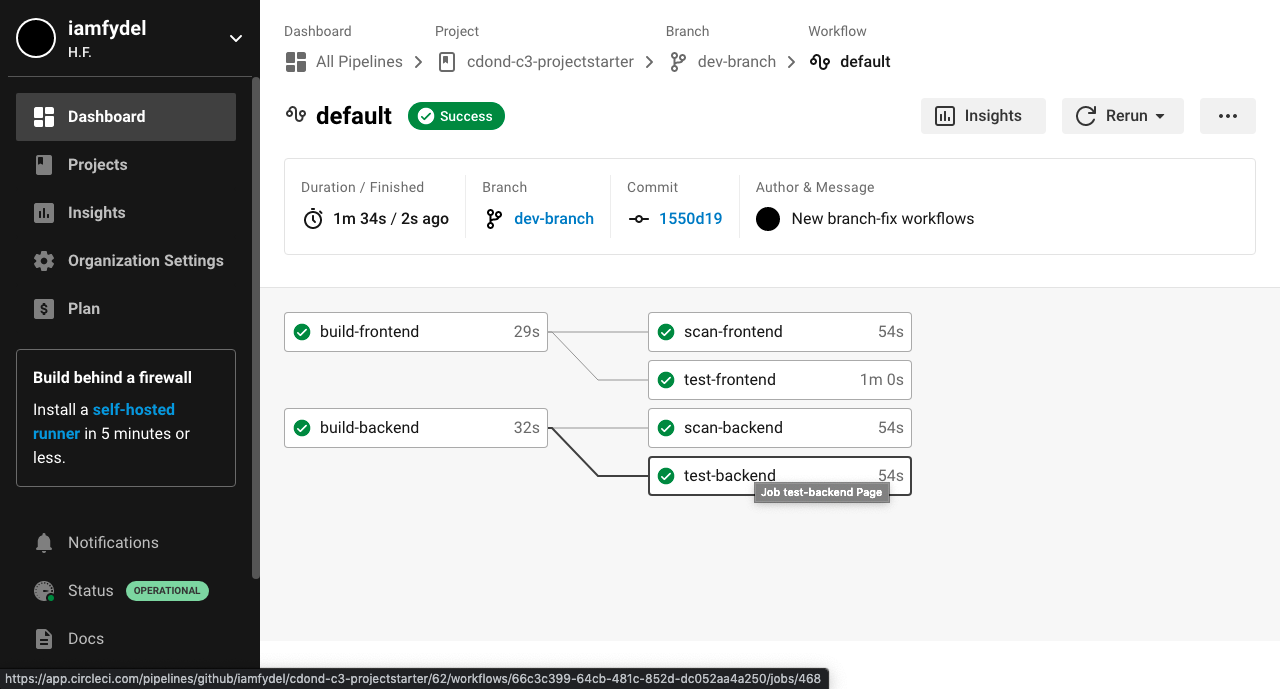 iamfydel
H.F.
Dashboard
Projects
Insights
Organization Settings
Plan
Build behind a firewall
Install a self-hosted
runner in 5 minutes or
less.
Notifications
Status OPERATIONAL
Docs
Dashboard Project Branch Workflow
All Pipelines cdond-c3-projectstarter dev-branch default
default Success Insights Rerun
Duration / Finished Branch Commit Author & Message
1m 34s / 2s ago dev-branch 1550d19 New branch-fix workflows
build-frontend 29s scan-frontend 54s
test-frontend 1m 0s
build-backend 32s scan-backend 54s
test-backend 54s
Job test-backend Page
https://app.circleci.com/pipelines/github/iamfydel/cdond-c3-projectstarter/62/workflows/66c3c399-64cb-481c-852d-dc052aa4a250/jobs/468